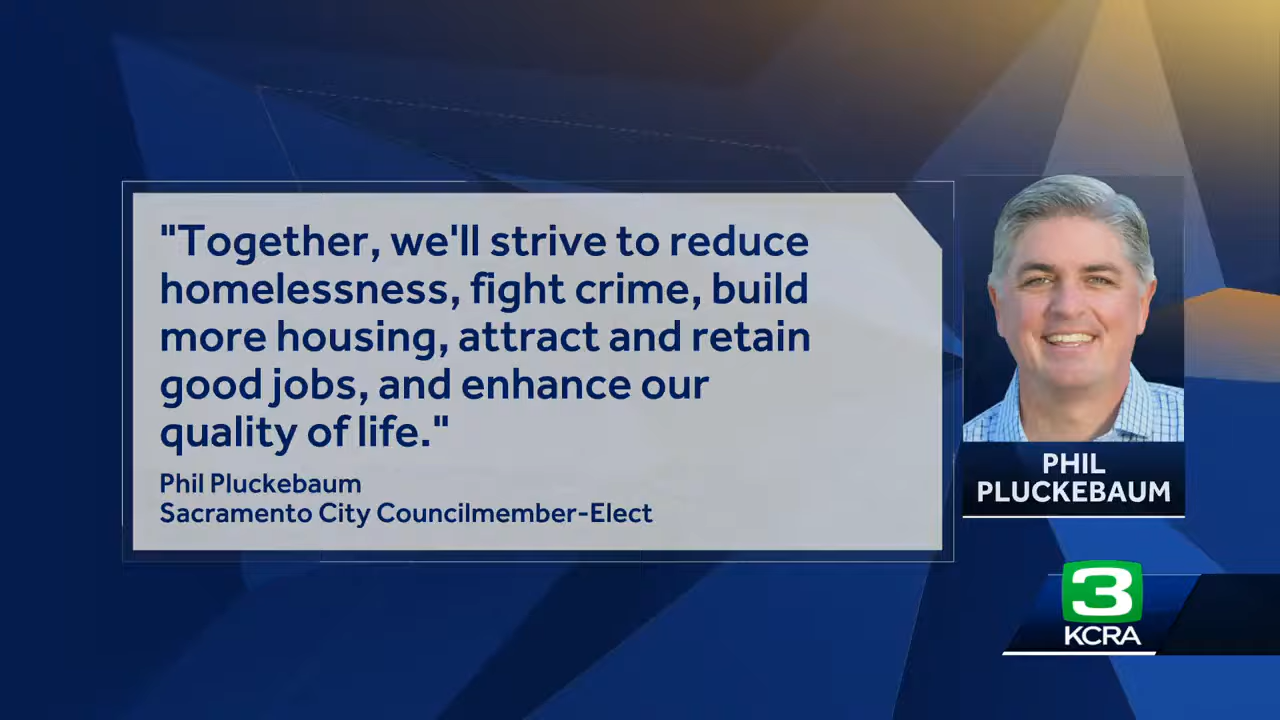 "Together, we'll strive to reduce
homelessness, fight crime, build
more housing, attract and retain
good jobs, and enhance our
quality of life."
Phil Pluckebaum
Sacramento City Councilmember-Elect
PHIL
PLUCKEBAUM
3
KCRA